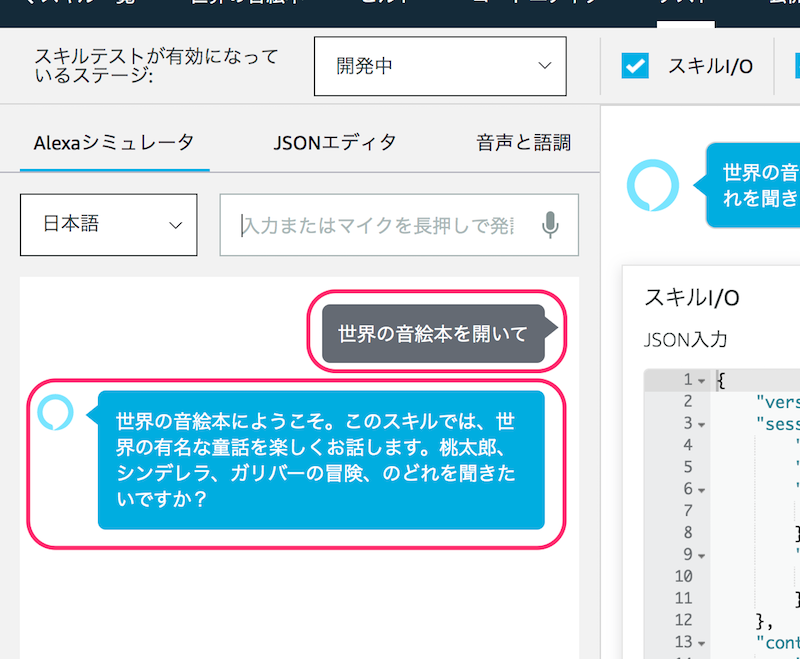 スキルテストが有効になって
いるステージ:
開発中
スキルI/O
Alexaシミュレータ
JSONエディタ
音声と語調
日本語
入力またはマイクを長押しで発
世界の音
れを聞き
世界の音絵本を開いて
世界の音絵本にようこそ。このスキルでは、世
界の有名な童話を楽しくお話します。桃太郎、
シンデレラ、ガリバーの冒険、のどれを聞きた
いですか？
スキルI/O
JSON入力
1 {
2 "vers
3 "sess
4 "
5 "
6 "
7
8 }
9 "
10
11 }
12 },
13 "cont